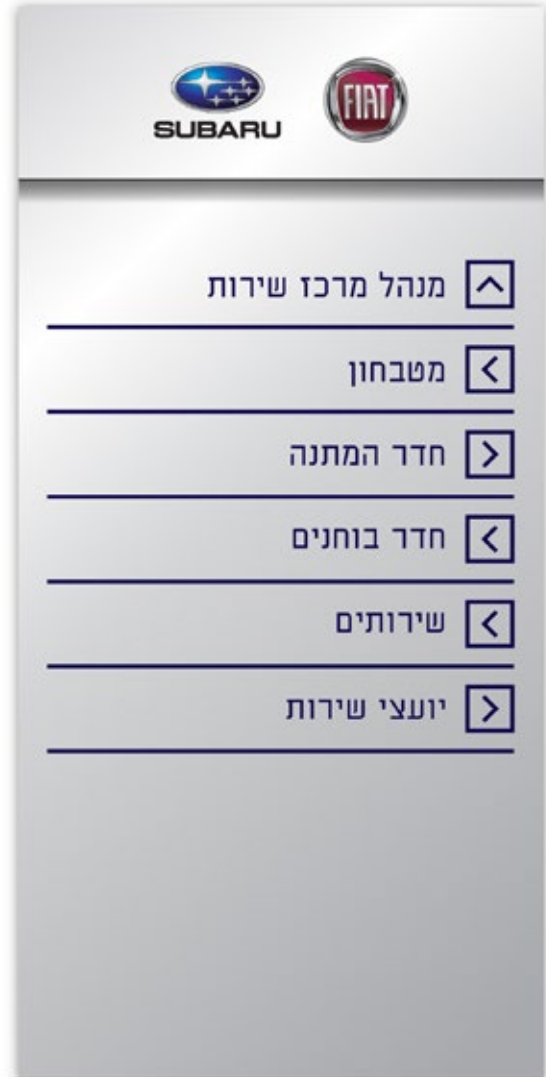 SUBARU
FIAT
מנהל מרכז שירות
מטבחון
חדר המתנה
חדר בוחנים
שירותים
יועצי שירות